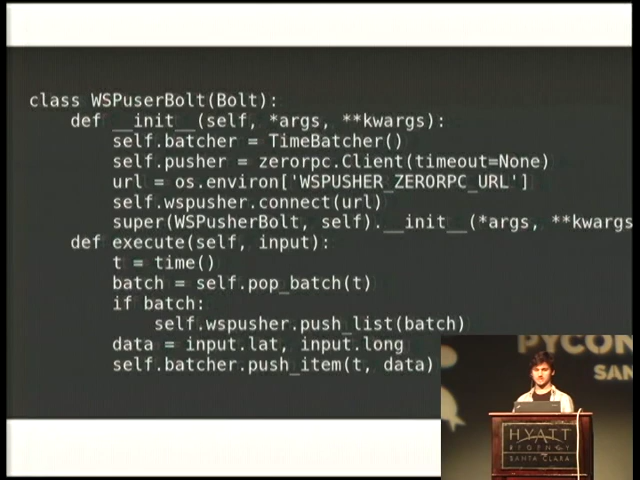 class WSPuserBolt(Bolt):
def __init__(self, *args, **kwargs):
self.batcher = TimeBatcher()
self.pusher = zerorpc.Client(timeout=None)
url = os.environ['WSPUSHER_ZERORPC_URL']
self.wspusher.connect(url)
super(WSPusherBolt, self).__init__(*args, **kwargs
def execute(self, input):
t = time()
batch = self.pop_batch(t)
if batch:
self.wspusher.push_list(batch)
data = input.lat, input.long
self.batcher.push_item(t, data)
PYCON
SAN
HYATT
REGENCY
SANTA CLARA